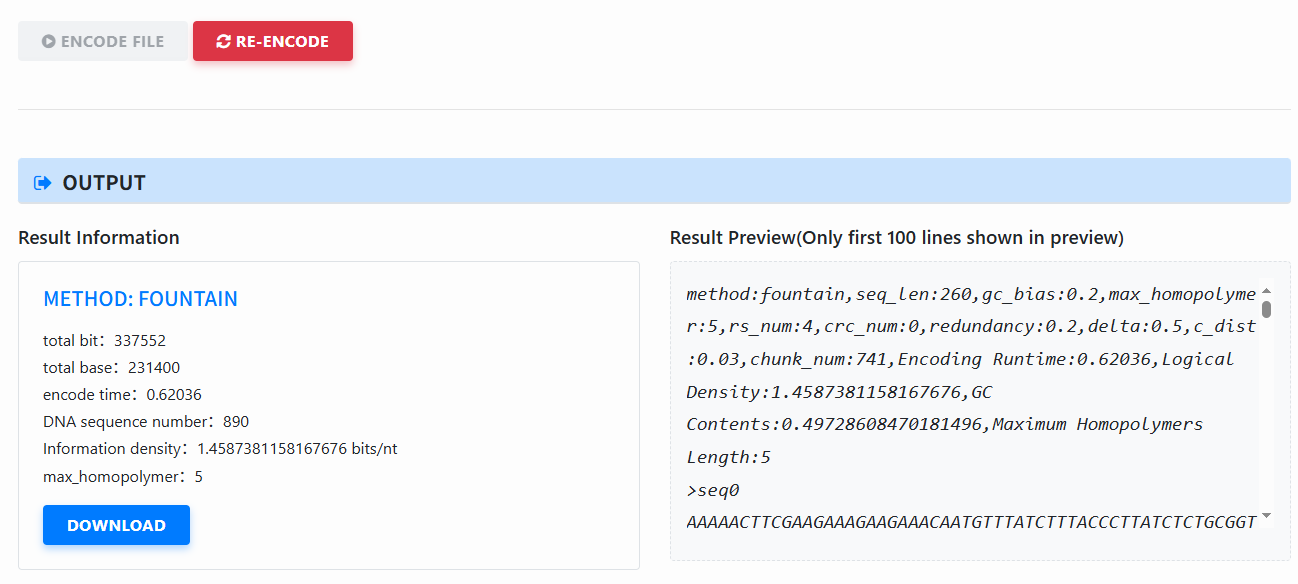 ENCODE FILE RE-ENCODE
OUTPUT
Result Information
METHOD: FOUNTAIN
total bit：337552
total base：231400
encode time：0.62036
DNA sequence number：890
Information density：1.4587381158167676 bits/nt
max_homopolymer：5
DOWNLOAD
Result Preview(Only first 100 lines shown in preview)
method:fountain,seq_len:260,gc_bias:0.2,max_homopolyme
r:5,rs_num:4,crc_num:0,redundancy:0.2,delta:0.5,c_dist
:0.03,chunk_num:741,Encoding Runtime:0.62036,Logical
Density:1.4587381158167676,GC
Contents:0.49728608470181496,Maximum Homopolymers
Length:5
>seq0
AAAAACTTCGAAGAAAGAAGAAACAATGTTTATCTTTACCCTTATCTCTGCGGT